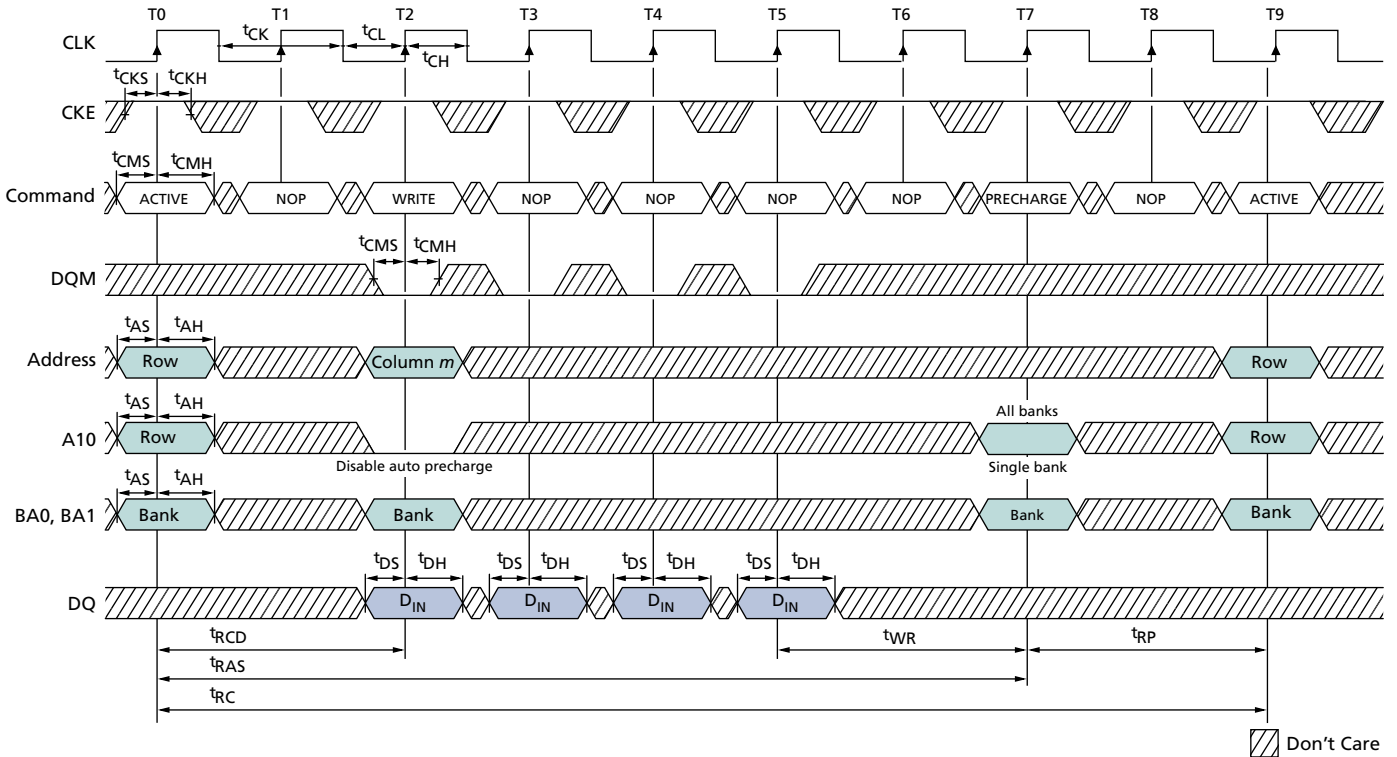 T0 T1 T2 T3 T4 T5 T6 T7 T8 T9
CLK tCK tCL tCH
tCKS tCKH
CKE
tCMS tCMH
Command ACTIVE NOP WRITE NOP NOP NOP NOP PRECHARGE NOP ACTIVE
tCMS tCMH
DQM
tAS tAH
Address Row Column m Row
tAS tAH All banks
A10 Row Row
Disable auto precharge Single bank
tAS tAH
BA0, BA1 Bank Bank Bank Bank
tDS tDH tDS tDH tDS tDH tDS tDH
DQ DIN DIN DIN DIN
tRCD tWR tRP
tRAS
tRC
Don't Care